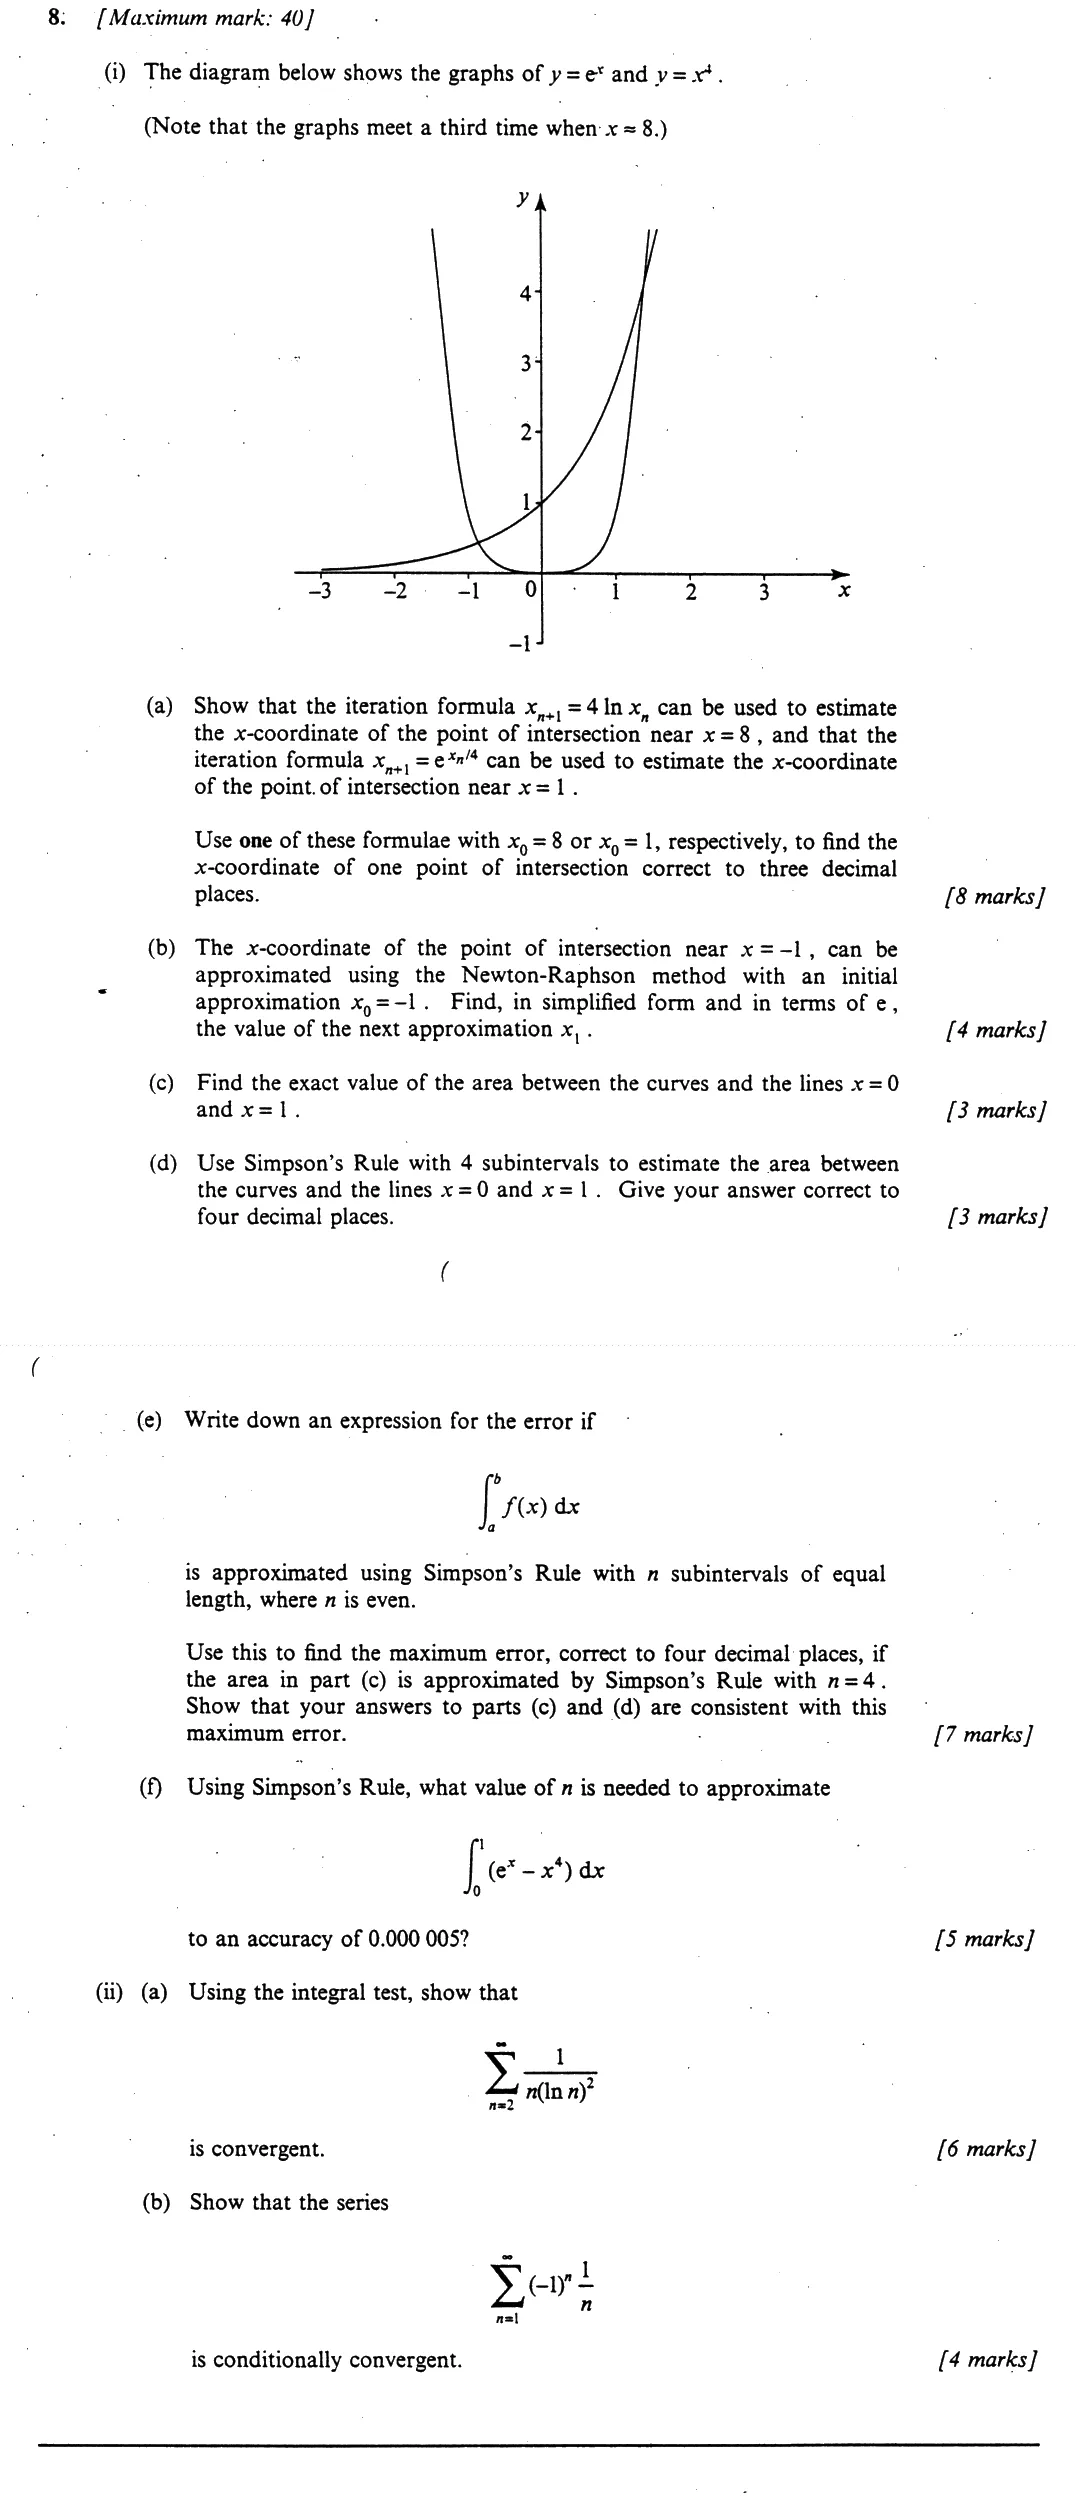 8. [Maximum mark: 40]
(i) The diagram below shows the graphs of y = eˣ and y = x⁴ .
(Note that the graphs meet a third time when x ≈ 8.)
y
4
3
2
1
-3 -2 -1 0 1 2 3 x
-1
(a) Show that the iteration formula xₙ₊₁ = 4 ln xₙ can be used to estimate
the x-coordinate of the point of intersection near x = 8 , and that the
iteration formula xₙ₊₁ = e^(xₙ/4) can be used to estimate the x-coordinate
of the point of intersection near x = 1 .
Use one of these formulae with x₀ = 8 or x₀ = 1, respectively, to find the
x-coordinate of one point of intersection correct to three decimal
places. [8 marks]
(b) The x-coordinate of the point of intersection near x = -1 , can be
approximated using the Newton-Raphson method with an initial
approximation x₀ = -1 . Find, in simplified form and in terms of e ,
the value of the next approximation x₁ . [4 marks]
(c) Find the exact value of the area between the curves and the lines x = 0
and x = 1 . [3 marks]
(d) Use Simpson's Rule with 4 subintervals to estimate the area between
the curves and the lines x = 0 and x = 1 . Give your answer correct to
four decimal places. [3 marks]
(e) Write down an expression for the error if
∫ₐᵇ f(x) dx
is approximated using Simpson's Rule with n subintervals of equal
length, where n is even.
Use this to find the maximum error, correct to four decimal places, if
the area in part (c) is approximated by Simpson's Rule with n = 4 .
Show that your answers to parts (c) and (d) are consistent with this
maximum error. [7 marks]
(f) Using Simpson's Rule, what value of n is needed to approximate
∫₀¹ (eˣ − x⁴) dx
to an accuracy of 0.000 005? [5 marks]
(ii) (a) Using the integral test, show that
∑_{n=2}^{∞} 1/(n(ln n)²)
is convergent. [6 marks]
(b) Show that the series
∑_{n=1}^{∞} (−1)ⁿ 1/n
is conditionally convergent. [4 marks]